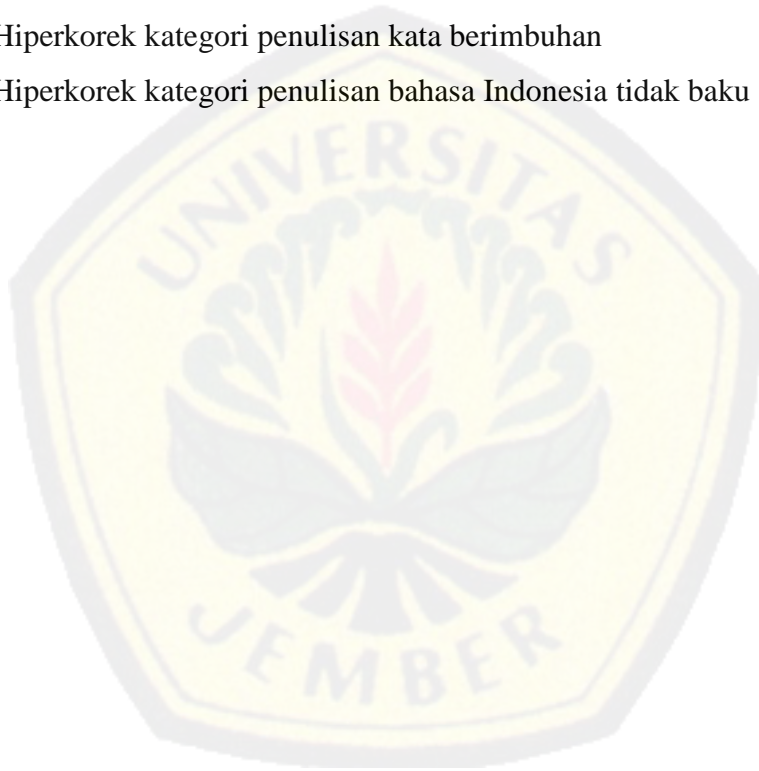 Hiperkorek kategori penulisan kata berimbuhan
Hiperkorek kategori penulisan bahasa Indonesia tidak baku
UNIVERSITAS
JEMBER